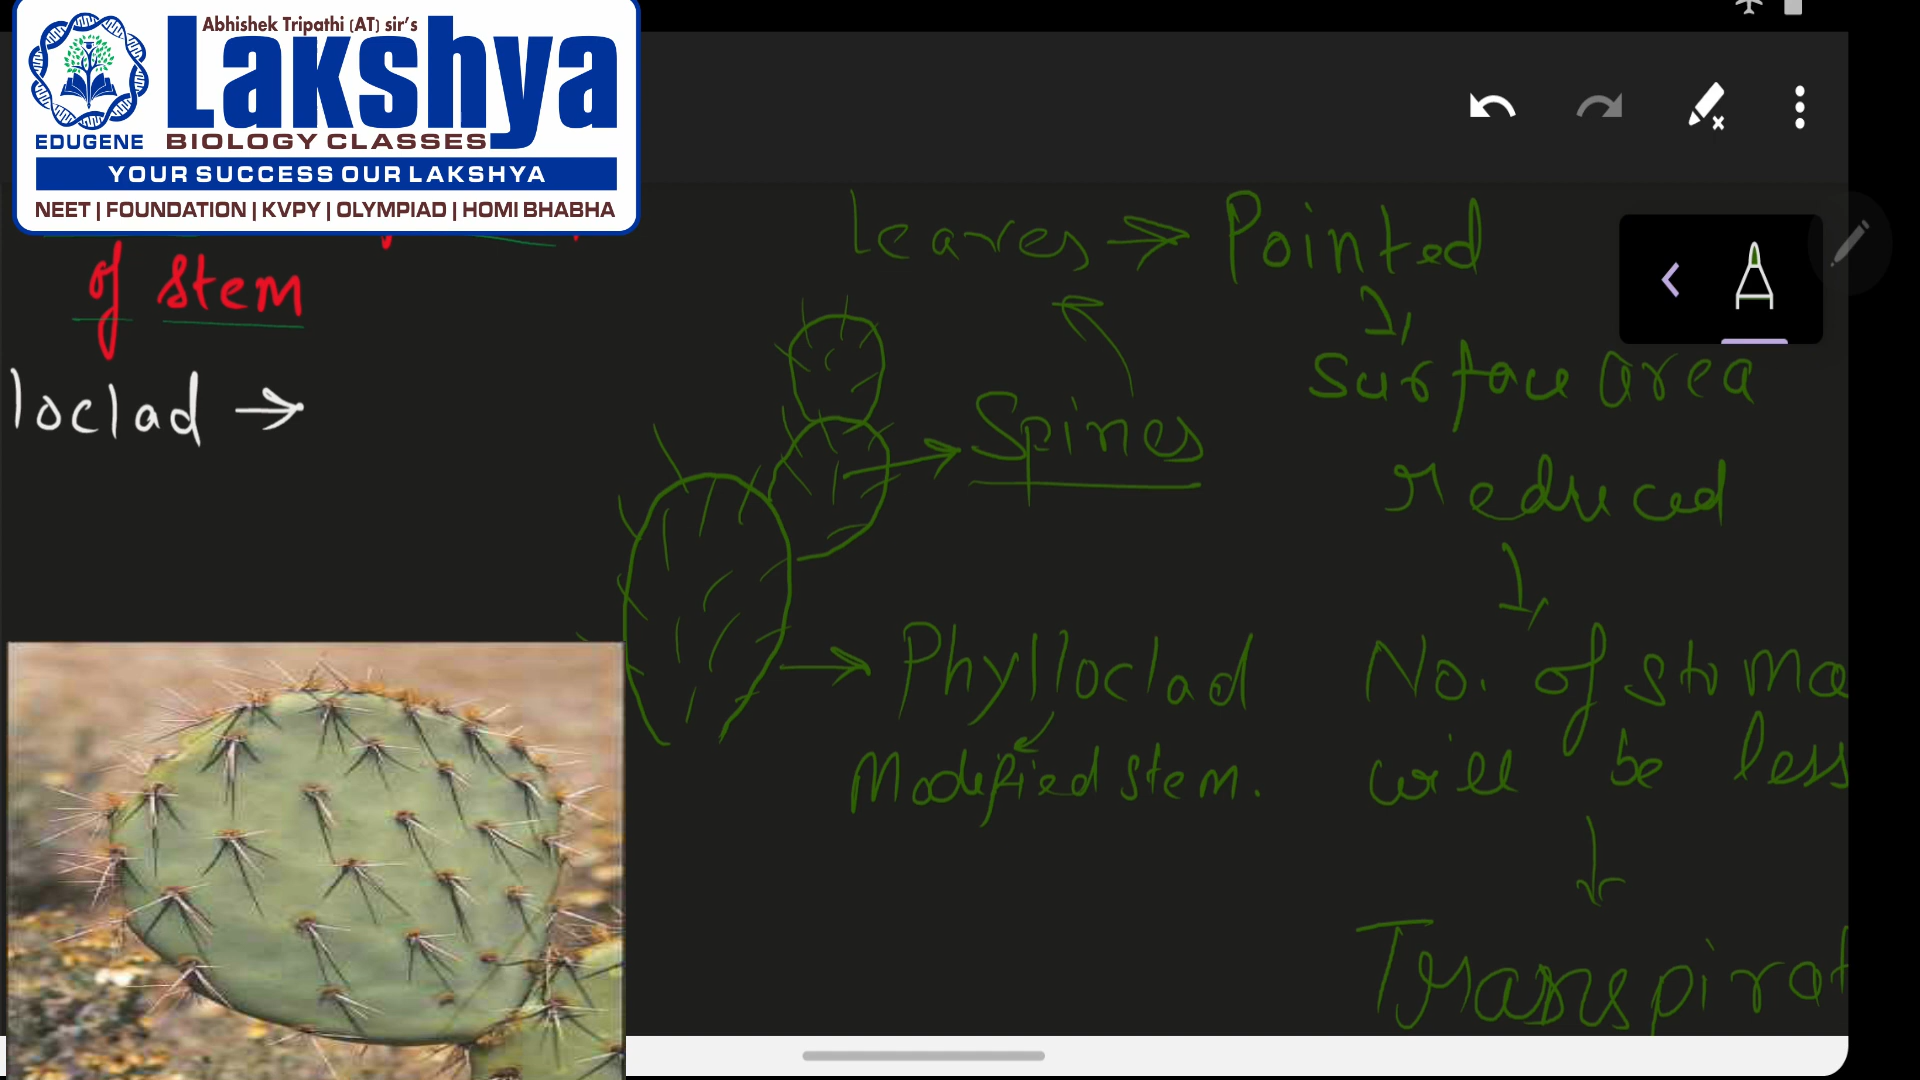 Abhishek Tripathi (AT) sir's
Lakshya
EDUGENE
BIOLOGY CLASSES
YOUR SUCCESS OUR LAKSHYA
NEET | FOUNDATION | KVPY | OLYMPIAD | HOMI BHABHA
of stem
loclad →
leaves → Pointed
Surface area
reduced
Spines
Phylloclad
Modified stem.
No. of stoma
will be less
Transpirat